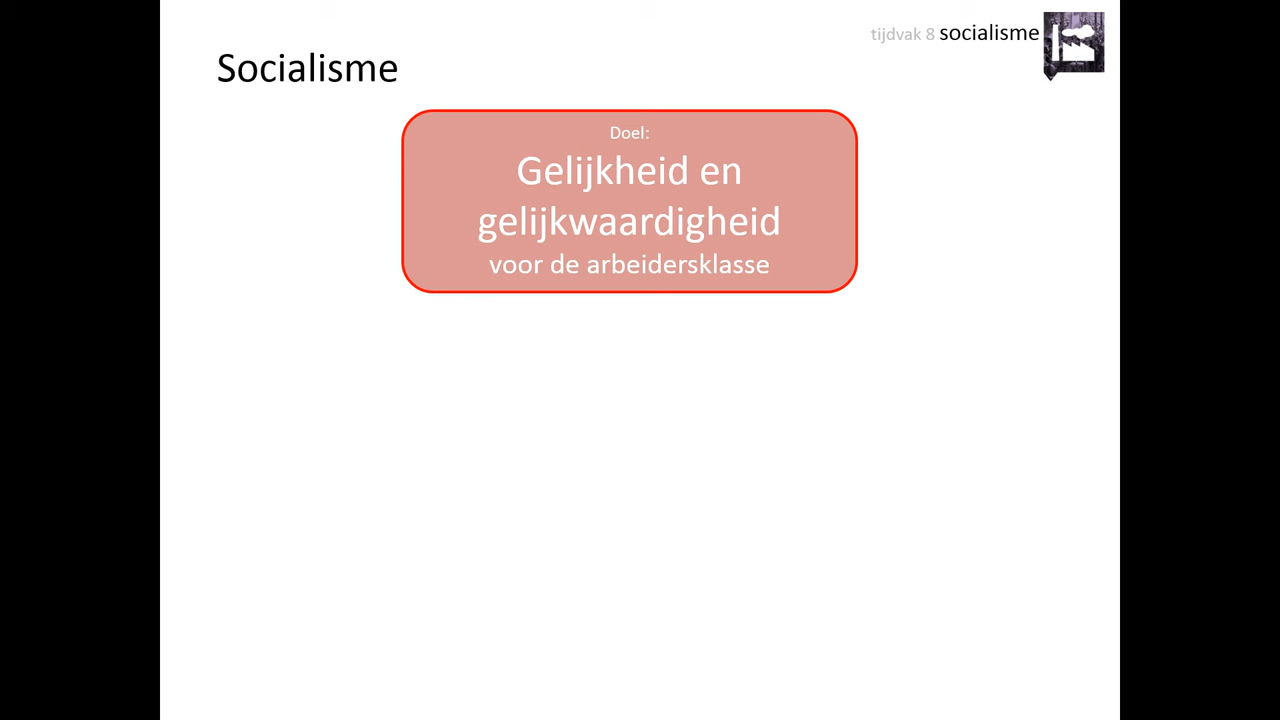 tijdvak 8 socialisme
Socialisme
Doel:
Gelijkheid en
gelijkwaardigheid
voor de arbeidersklasse